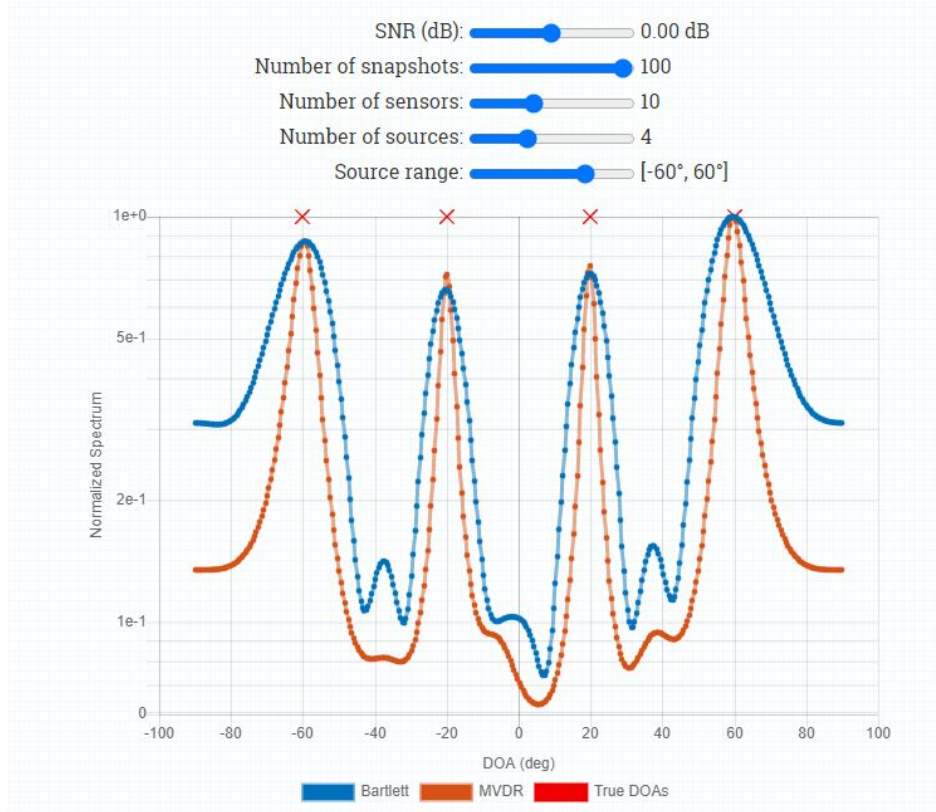 SNR (dB): 0.00 dB
Number of snapshots: 100
Number of sensors: 10
Number of sources: 4
Source range: [-60°, 60°]
1e+0
5e-1
2e-1
1e-1
0
Normalized Spectrum
-100 -80 -60 -40 -20 0 20 40 60 80 100
DOA (deg)
Bartlett MVDR True DOAs